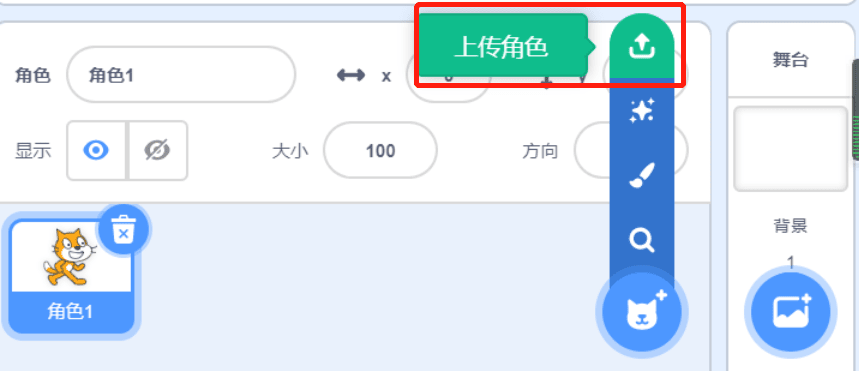 上传角色
角色 角色1 x y
舞台
显示 大小 100 方向
背景
1
角色1